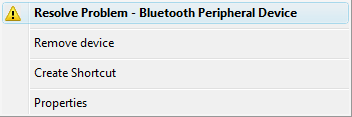 Resolve Problem - Bluetooth Peripheral Device
Remove device
Create Shortcut
Properties